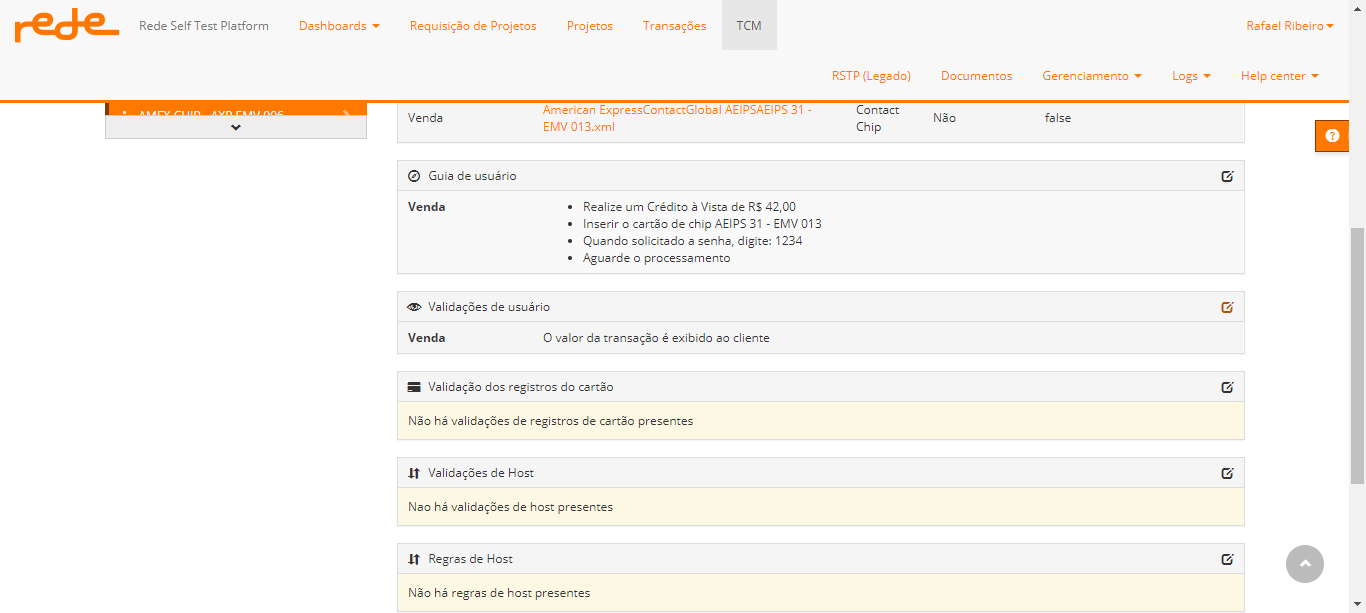 rede Rede Self Test Platform Dashboards Requisição de Projetos Projetos Transações TCM Rafael Ribeiro
RSTP (Legado) Documentos Gerenciamento Logs Help center
AMEX CHIP - AXP EMV 006
Venda American ExpressContactGlobal AEIPSAEIPS 31 - Contact Não false
EMV 013.xml Chip
Guia de usuário
Venda
Realize um Crédito à Vista de R$ 42,00
Inserir o cartão de chip AEIPS 31 - EMV 013
Quando solicitado a senha, digite: 1234
Aguarde o processamento
Validações de usuário
Venda O valor da transação é exibido ao cliente
Validação dos registros do cartão
Não há validações de registros de cartão presentes
Validações de Host
Nao há validações de host presentes
Regras de Host
Não há regras de host presentes